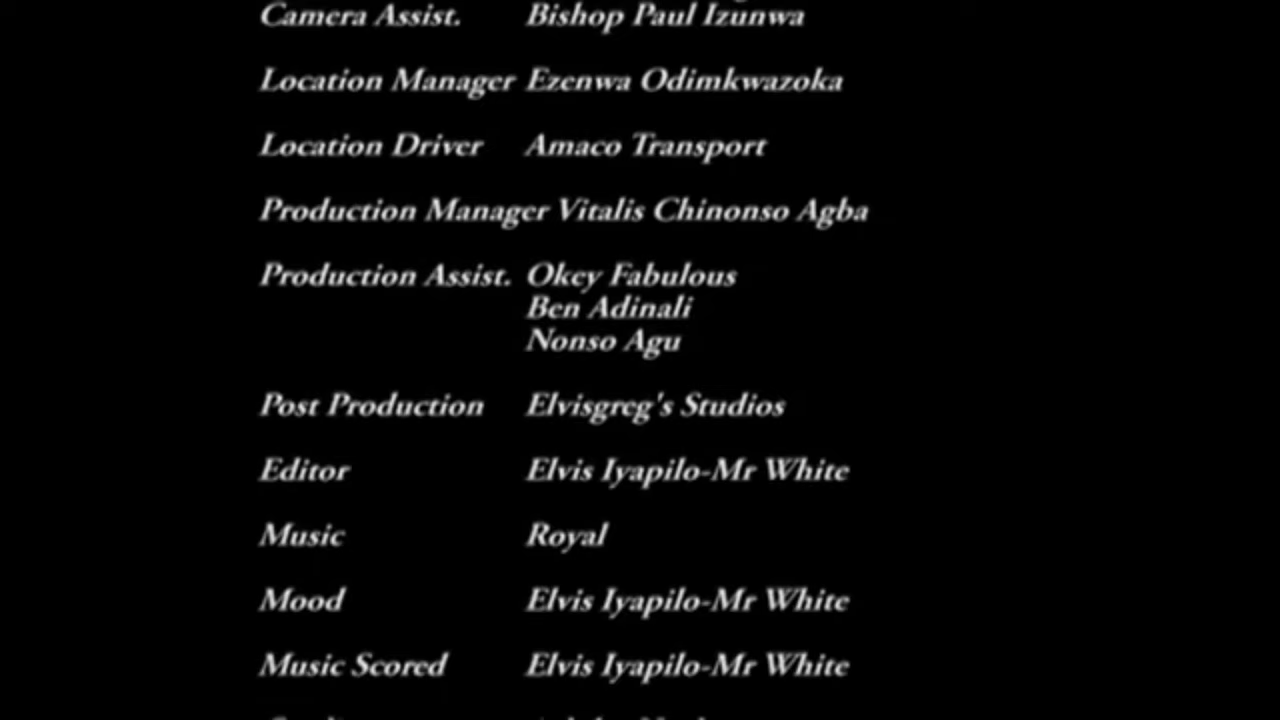 Camera Assist. Bishop Paul Izunwa
Location Manager Ezenwa Odimkwazoka
Location Driver Amaco Transport
Production Manager Vitalis Chinonso Agba
Production Assist. Okey Fabulous
Ben Adinali
Nonso Agu
Post Production Elvisgreg's Studios
Editor Elvis Iyapilo-Mr White
Music Royal
Mood Elvis Iyapilo-Mr White
Music Scored Elvis Iyapilo-Mr White